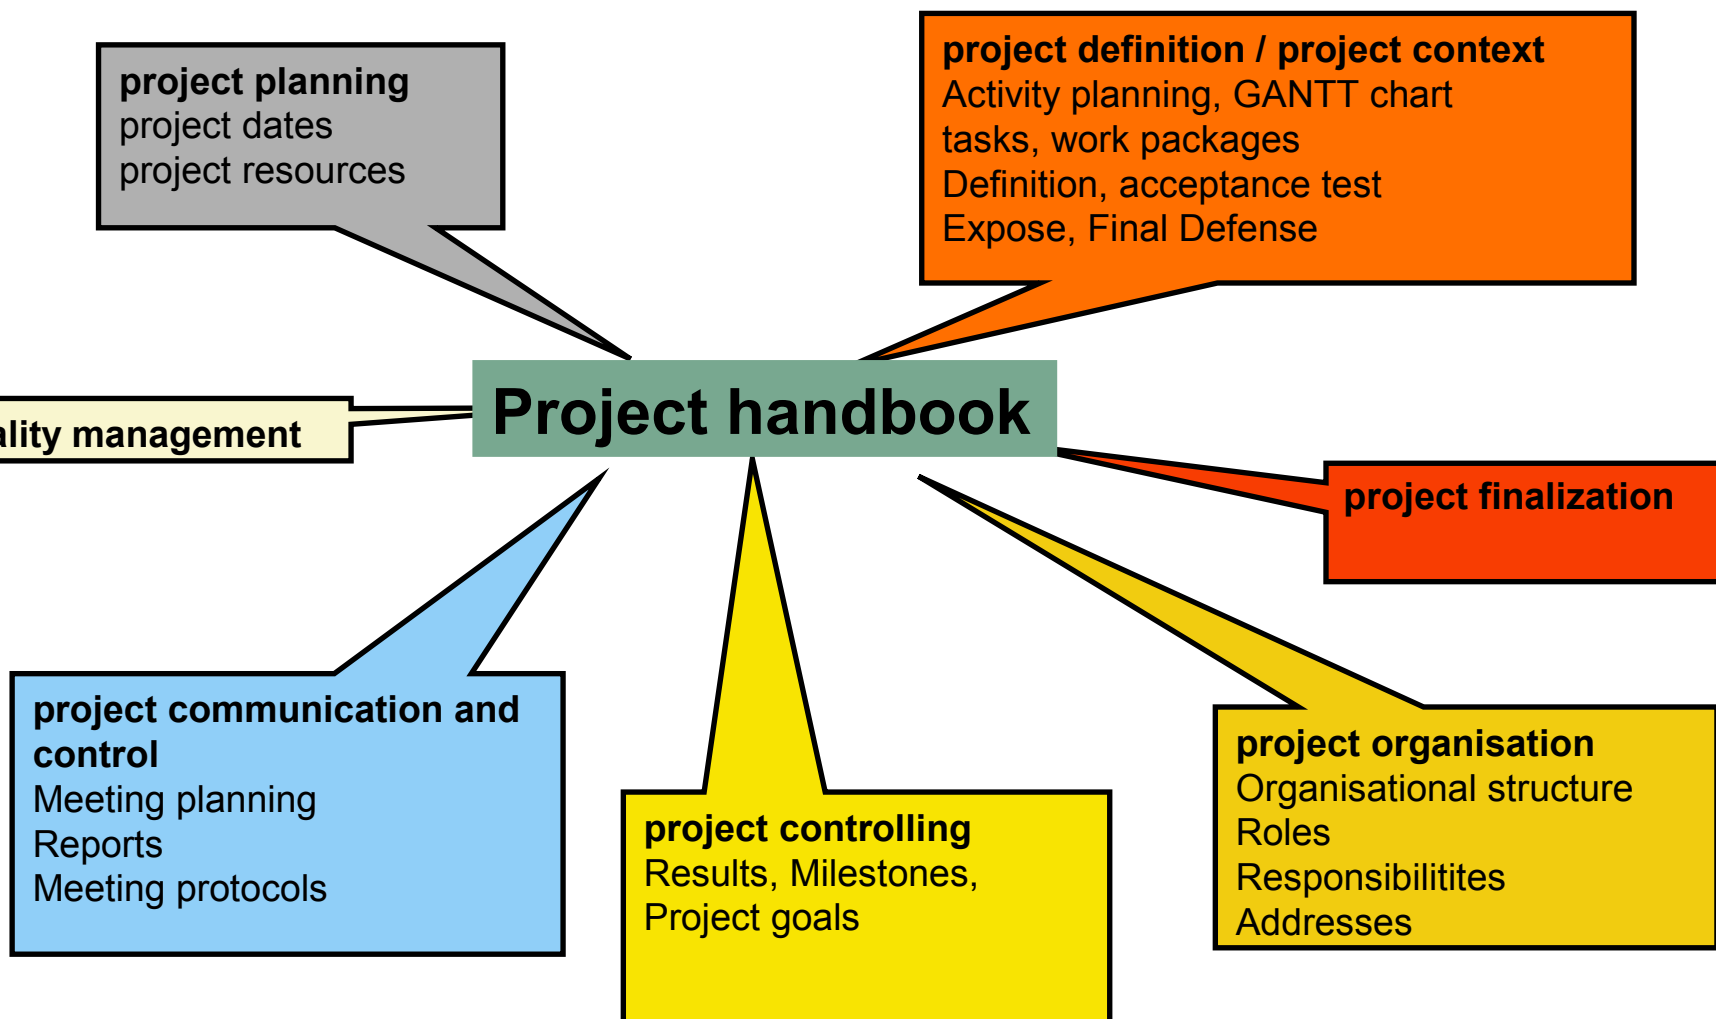 project planning
project dates
project resources
project definition / project context
Activity planning, GANTT chart
tasks, work packages
Definition, acceptance test
Expose, Final Defense
Project handbook
management
project finalization
project communication and
control
Meeting planning
Reports
Meeting protocols
project controlling
Results, Milestones,
Project goals
project organisation
Organisational structure
Roles
Responsibilitites
Addresses